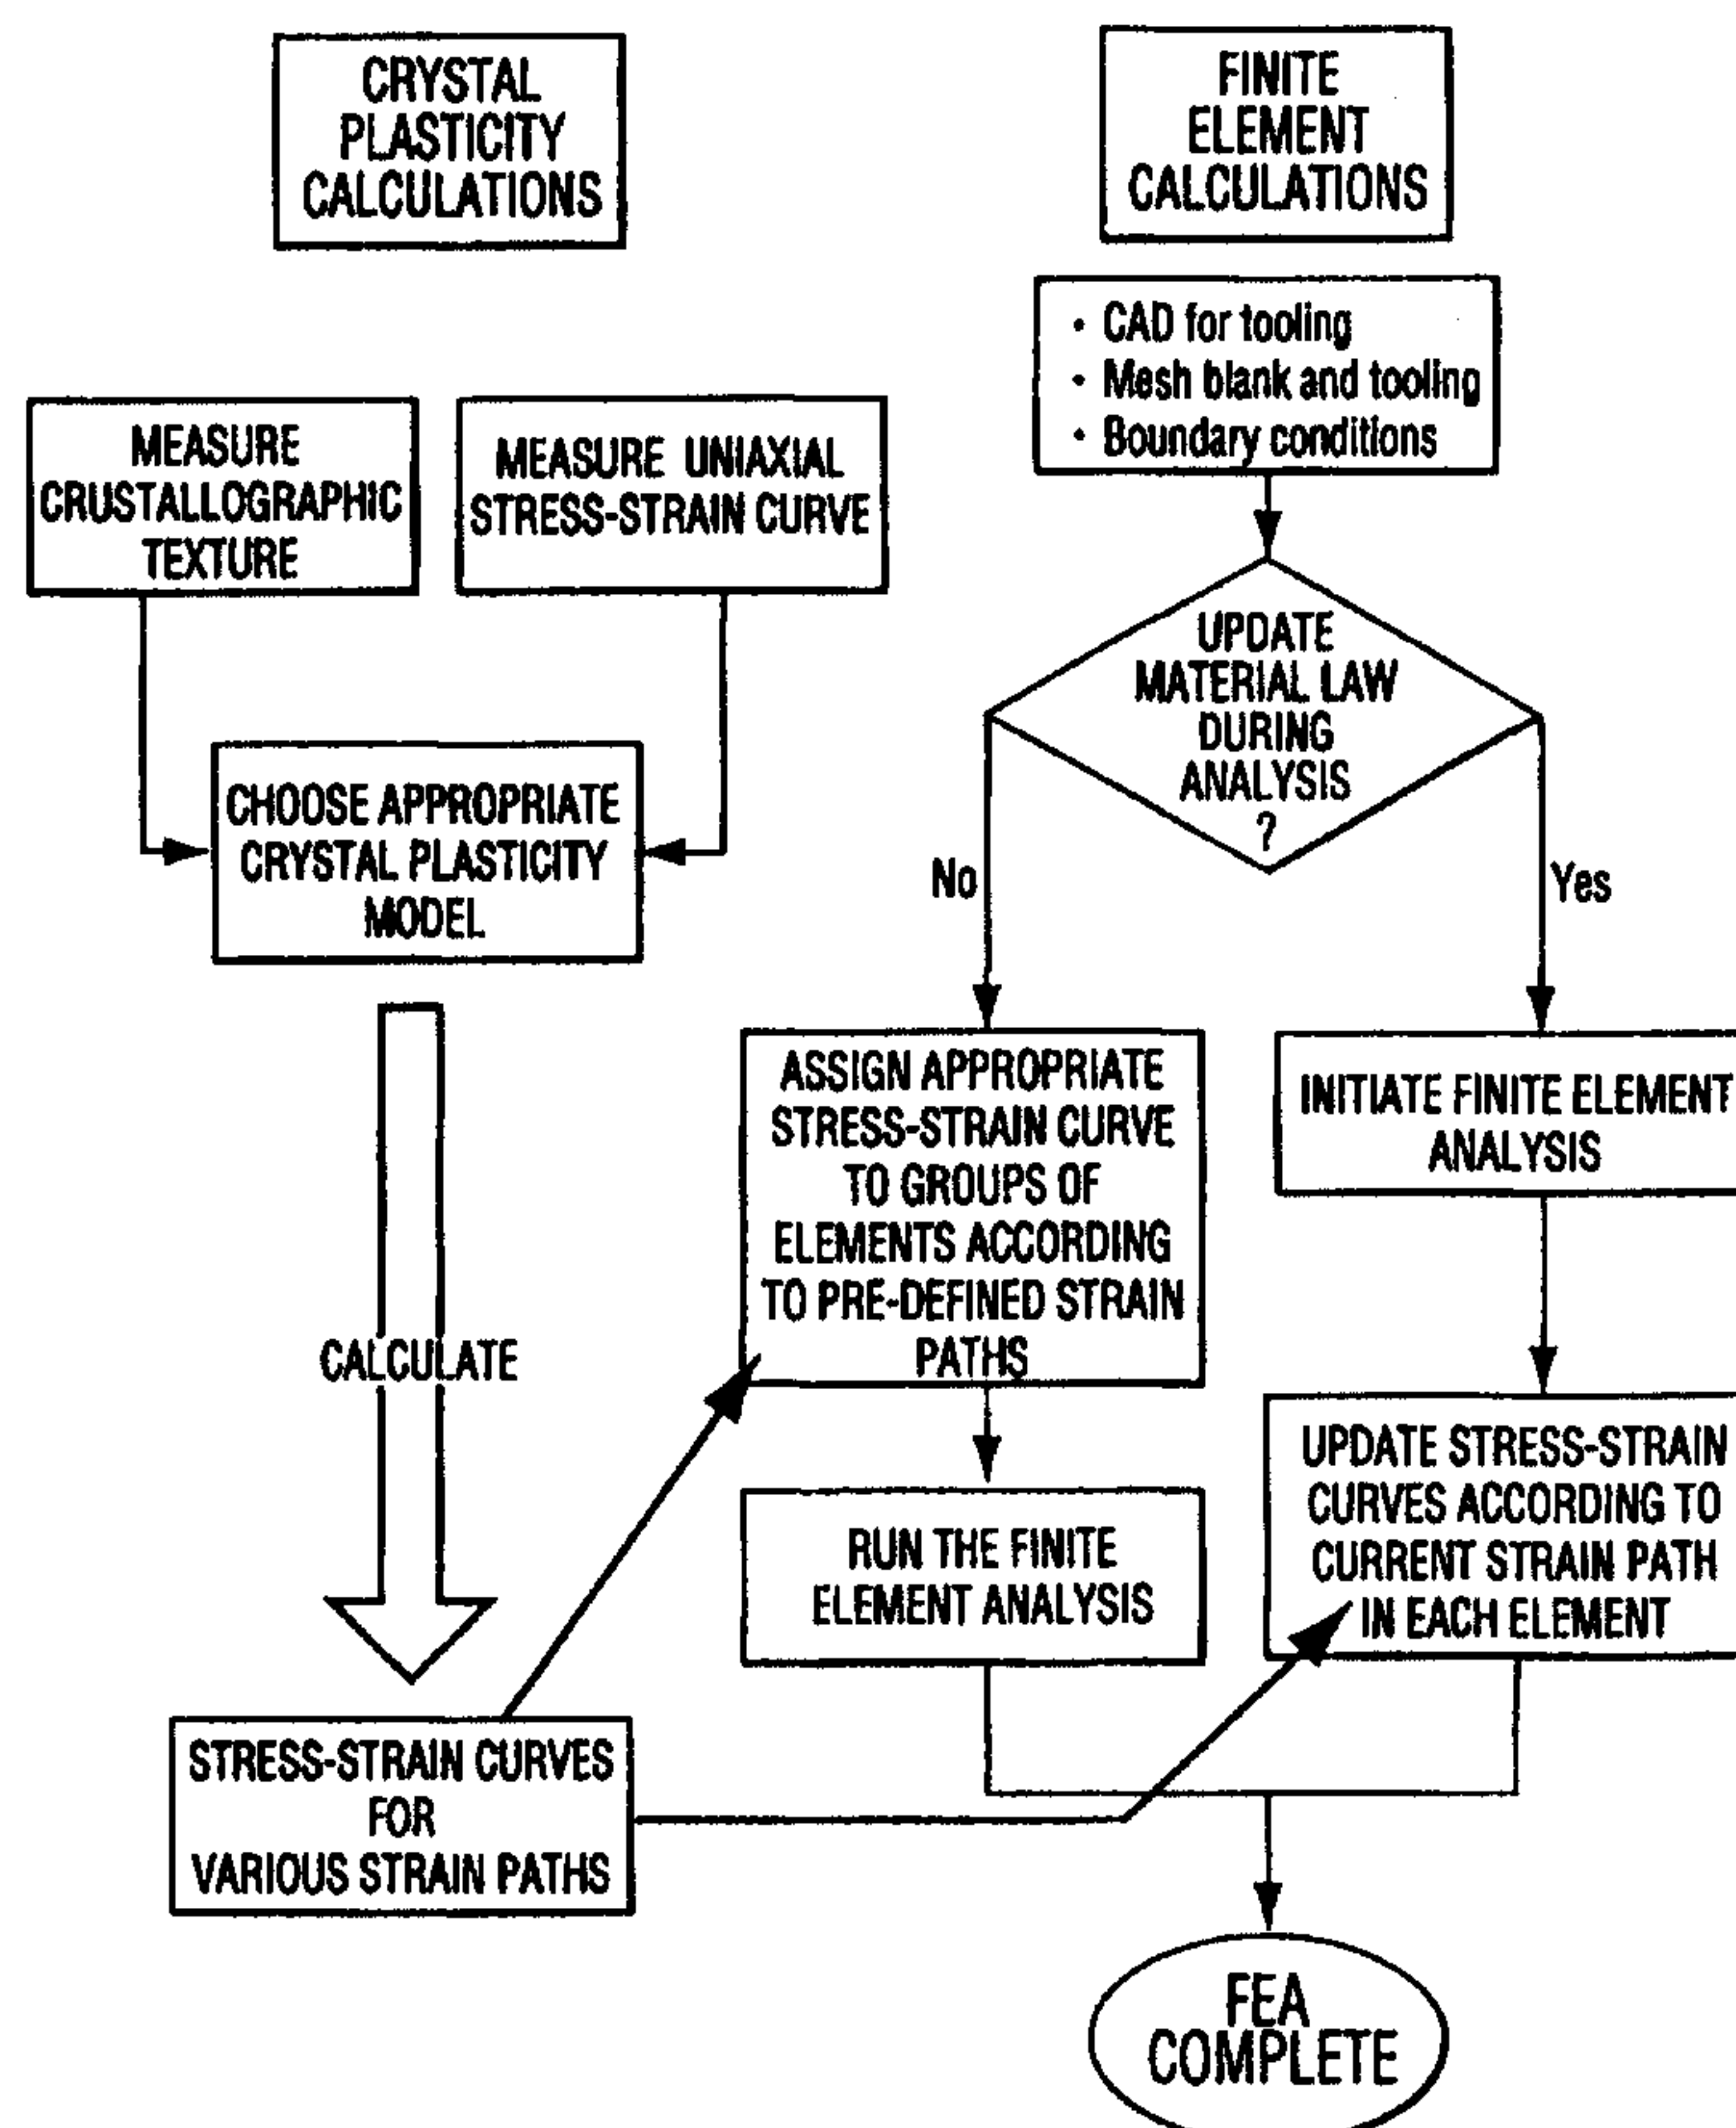 CRYSTAL
PLASTICITY
CALCULATIONS
FINITE
ELEMENT
CALCULATIONS
• CAD for tooling
• Mesh blank and tooling
• Boundary conditions
MEASURE
CRUSTALLOGRAPHIC
TEXTURE
MEASURE UNIAXIAL
STRESS-STRAIN CURVE
UPDATE
MATERIAL LAW
DURING
ANALYSIS
?
CHOOSE APPROPRIATE
CRYSTAL PLASTICITY
MODEL
No
Yes
ASSIGN APPROPRIATE
STRESS-STRAIN CURVE
TO GROUPS OF
ELEMENTS ACCORDING
TO PRE-DEFINED STRAIN
PATHS
INITIATE FINITE ELEMENT
ANALYSIS
CALCULATE
RUN THE FINITE
ELEMENT ANALYSIS
UPDATE STRESS-STRAIN
CURVES ACCORDING TO
CURRENT STRAIN PATH
IN EACH ELEMENT
STRESS-STRAIN CURVES
FOR
VARIOUS STRAIN PATHS
FEA
COMPLETE